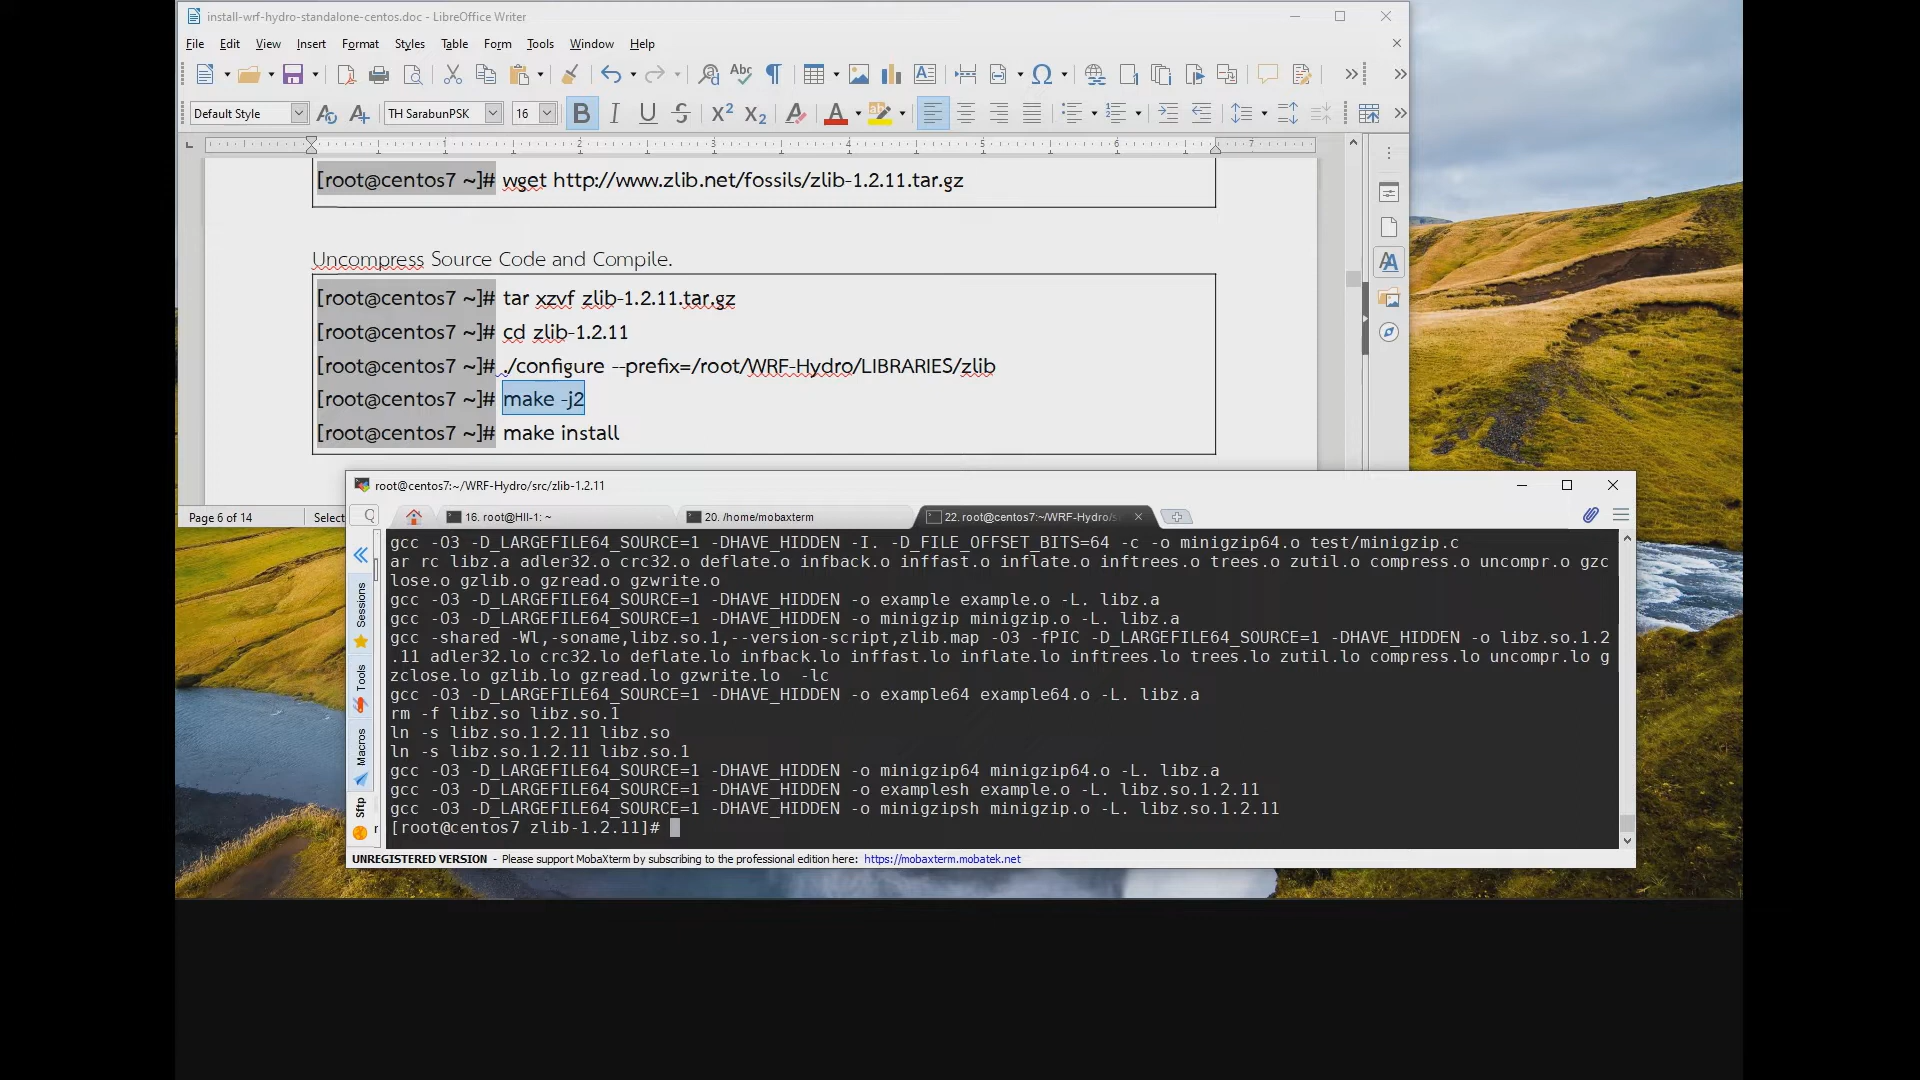 install-wrf-hydro-standalone-centos.doc - LibreOffice Writer
File Edit View Insert Format Styles Table Form Tools Window Help
Default Style TH SarabunPSK 16
1 2 3 4 5 6 7
[root@centos7 ~]# wget http://www.zlib.net/fossils/zlib-1.2.11.tar.gz
Uncompress Source Code and Compile.
[root@centos7 ~]# tar xzvf zlib-1.2.11.tar.gz
[root@centos7 ~]# cd zlib-1.2.11
[root@centos7 ~]# ./configure --prefix=/root/WRF-Hydro/LIBRARIES/zlib
[root@centos7 ~]# make -j2
[root@centos7 ~]# make install
Page 6 of 14 Select
root@centos7:~/WRF-Hydro/src/zlib-1.2.11
16. root@HII-1: ~ 20. /home/mobaxterm 22. root@centos7:~/WRF-Hydro/s
Sessions
Tools
Macros
Sftp
gcc -O3 -D_LARGEFILE64_SOURCE=1 -DHAVE_HIDDEN -I. -D_FILE_OFFSET_BITS=64 -c -o minigzip64.o test/minigzip.c
ar rc libz.a adler32.o crc32.o deflate.o infback.o inffast.o inflate.o inftrees.o trees.o zutil.o compress.o uncompr.o gzc
lose.o gzlib.o gzread.o gzwrite.o
gcc -O3 -D_LARGEFILE64_SOURCE=1 -DHAVE_HIDDEN -o example example.o -L. libz.a
gcc -O3 -D_LARGEFILE64_SOURCE=1 -DHAVE_HIDDEN -o minigzip minigzip.o -L. libz.a
gcc -shared -Wl,-soname,libz.so.1,--version-script,zlib.map -O3 -fPIC -D_LARGEFILE64_SOURCE=1 -DHAVE_HIDDEN -o libz.so.1.2
.11 adler32.lo crc32.lo deflate.lo infback.lo inffast.lo inflate.lo inftrees.lo trees.lo zutil.lo compress.lo uncompr.lo g
zclose.lo gzlib.lo gzread.lo gzwrite.lo  -lc
gcc -O3 -D_LARGEFILE64_SOURCE=1 -DHAVE_HIDDEN -o example64 example64.o -L. libz.a
rm -f libz.so libz.so.1
ln -s libz.so.1.2.11 libz.so
ln -s libz.so.1.2.11 libz.so.1
gcc -O3 -D_LARGEFILE64_SOURCE=1 -DHAVE_HIDDEN -o minigzip64 minigzip64.o -L. libz.a
gcc -O3 -D_LARGEFILE64_SOURCE=1 -DHAVE_HIDDEN -o examplesh example.o -L. libz.so.1.2.11
gcc -O3 -D_LARGEFILE64_SOURCE=1 -DHAVE_HIDDEN -o minigzipsh minigzip.o -L. libz.so.1.2.11
[root@centos7 zlib-1.2.11]#
UNREGISTERED VERSION - Please support MobaXterm by subscribing to the professional edition here: https://mobaxterm.mobatek.net